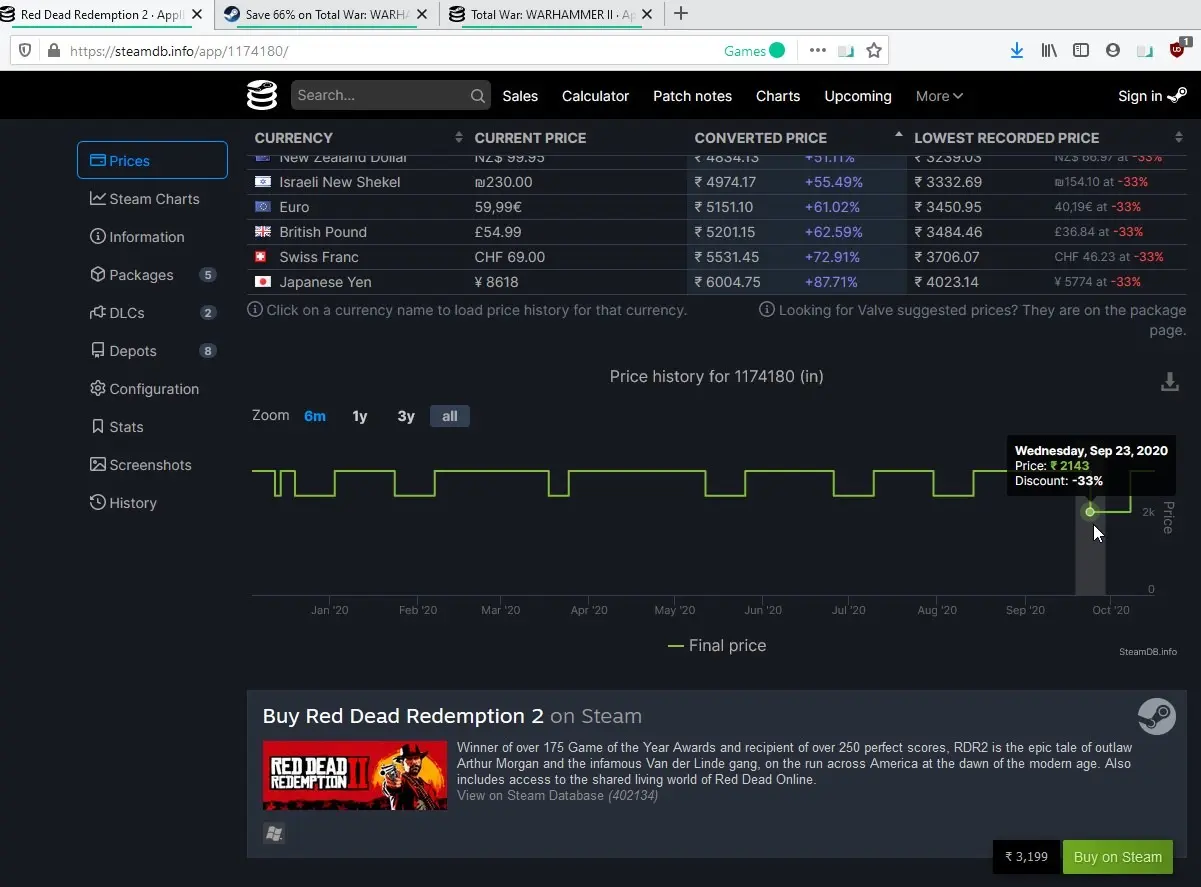 Red Dead Redemption 2 · Appli
Save 66% on Total War: WARHA
Total War: WARHAMMER II · Ap
https://steamdb.info/app/1174180/
Games
1
Search...
Sales
Calculator
Patch notes
Charts
Upcoming
More
Sign in
Prices
Steam Charts
Information
Packages 5
DLCs 2
Depots 8
Configuration
Stats
Screenshots
History
CURRENCY CURRENT PRICE CONVERTED PRICE LOWEST RECORDED PRICE
New Zealand Dollar NZ$ 99.95 ₹ 4834.13 +51.11% ₹ 3239.03 NZ$ 66.97 at -33%
Israeli New Shekel ₪230.00 ₹ 4974.17 +55.49% ₹ 3332.69 ₪154.10 at -33%
Euro 59,99€ ₹ 5151.10 +61.02% ₹ 3450.95 40,19€ at -33%
British Pound £54.99 ₹ 5201.15 +62.59% ₹ 3484.46 £36.84 at -33%
Swiss Franc CHF 69.00 ₹ 5531.45 +72.91% ₹ 3706.07 CHF 46.23 at -33%
Japanese Yen ¥ 8618 ₹ 6004.75 +87.71% ₹ 4023.14 ¥ 5774 at -33%
Click on a currency name to load price history for that currency.
Looking for Valve suggested prices? They are on the package
page.
Price history for 1174180 (in)
Zoom 6m 1y 3y all
Wednesday, Sep 23, 2020
Price: ₹ 2143
Discount: -33%
2k
Price
0
Jan '20 Feb '20 Mar '20 Apr '20 May '20 Jun '20 Jul '20 Aug '20 Sep '20 Oct '20
Final price
SteamDB.info
Buy Red Dead Redemption 2 on Steam
RED DEAD
REDEMPTION II
Winner of over 175 Game of the Year Awards and recipient of over 250 perfect scores, RDR2 is the epic tale of outlaw
Arthur Morgan and the infamous Van der Linde gang, on the run across America at the dawn of the modern age. Also
includes access to the shared living world of Red Dead Online.
View on Steam Database (402134)
₹ 3,199
Buy on Steam